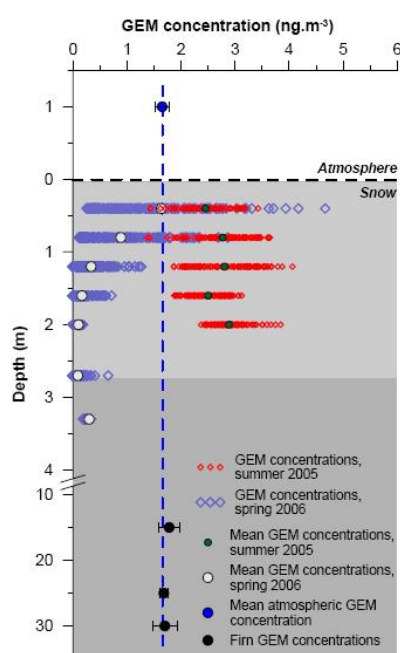 GEM concentration (ng.m⁻³)
0 1 2 3 4 5 6
1
Atmosphere
0
Snow
1
2
3
4
10
20
30
Depth (m)
GEM concentrations,
summer 2005
GEM concentrations,
spring 2006
Mean GEM concentrations,
summer 2005
Mean GEM concentrations,
spring 2006
Mean atmospheric GEM
concentration
Firn GEM concentrations